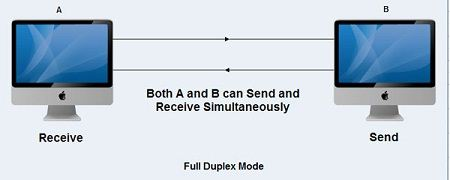 A
B
Both A and B can Send and
Receive Simultaneously
Receive
Send
Full Duplex Mode